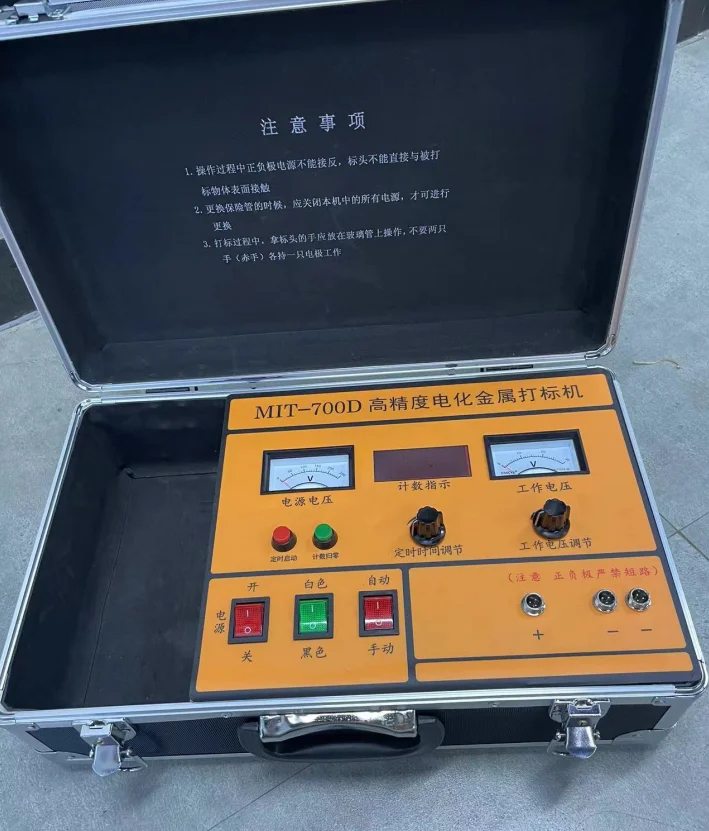 注意事项
1. 操作过程中正负极电源不能接反，标头不能直接与被打
标物体表面接触
2. 更换保险管的时候，应关闭本机中的所有电源，才可进行
更换
3. 打标过程中，拿标头的手应放在玻璃管上操作，不要两只
手（赤手）各持一只电极工作
MIT-700D 高精度电化金属打标机
V
V
电源电压
计数指示
工作电压
定时启动
计数归零
定时时间调节
工作电压调节
开
白色
自动
（注意 正负极严禁短路）
电源
关
黑色
手动
+
－
－